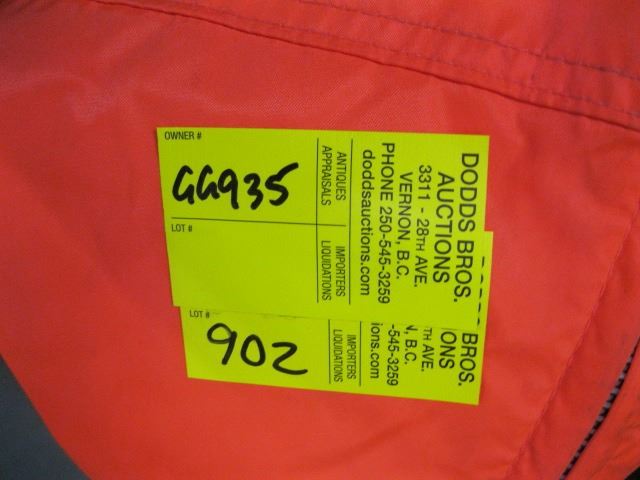 OWNER #
GG935
LOT #
ANTIQUES
APPRAISALS
IMPORTERS
LIQUIDATIONS
DODDS BROS.
AUCTIONS
3311 - 28TH AVE.
VERNON, B.C.
PHONE 250-545-3259
doddsauctions.com
LOT #
902
IMPORTERS
LIQUIDATIONS
BROS.
ONS
TH AVE.
N, B.C.
-545-3259
ions.com